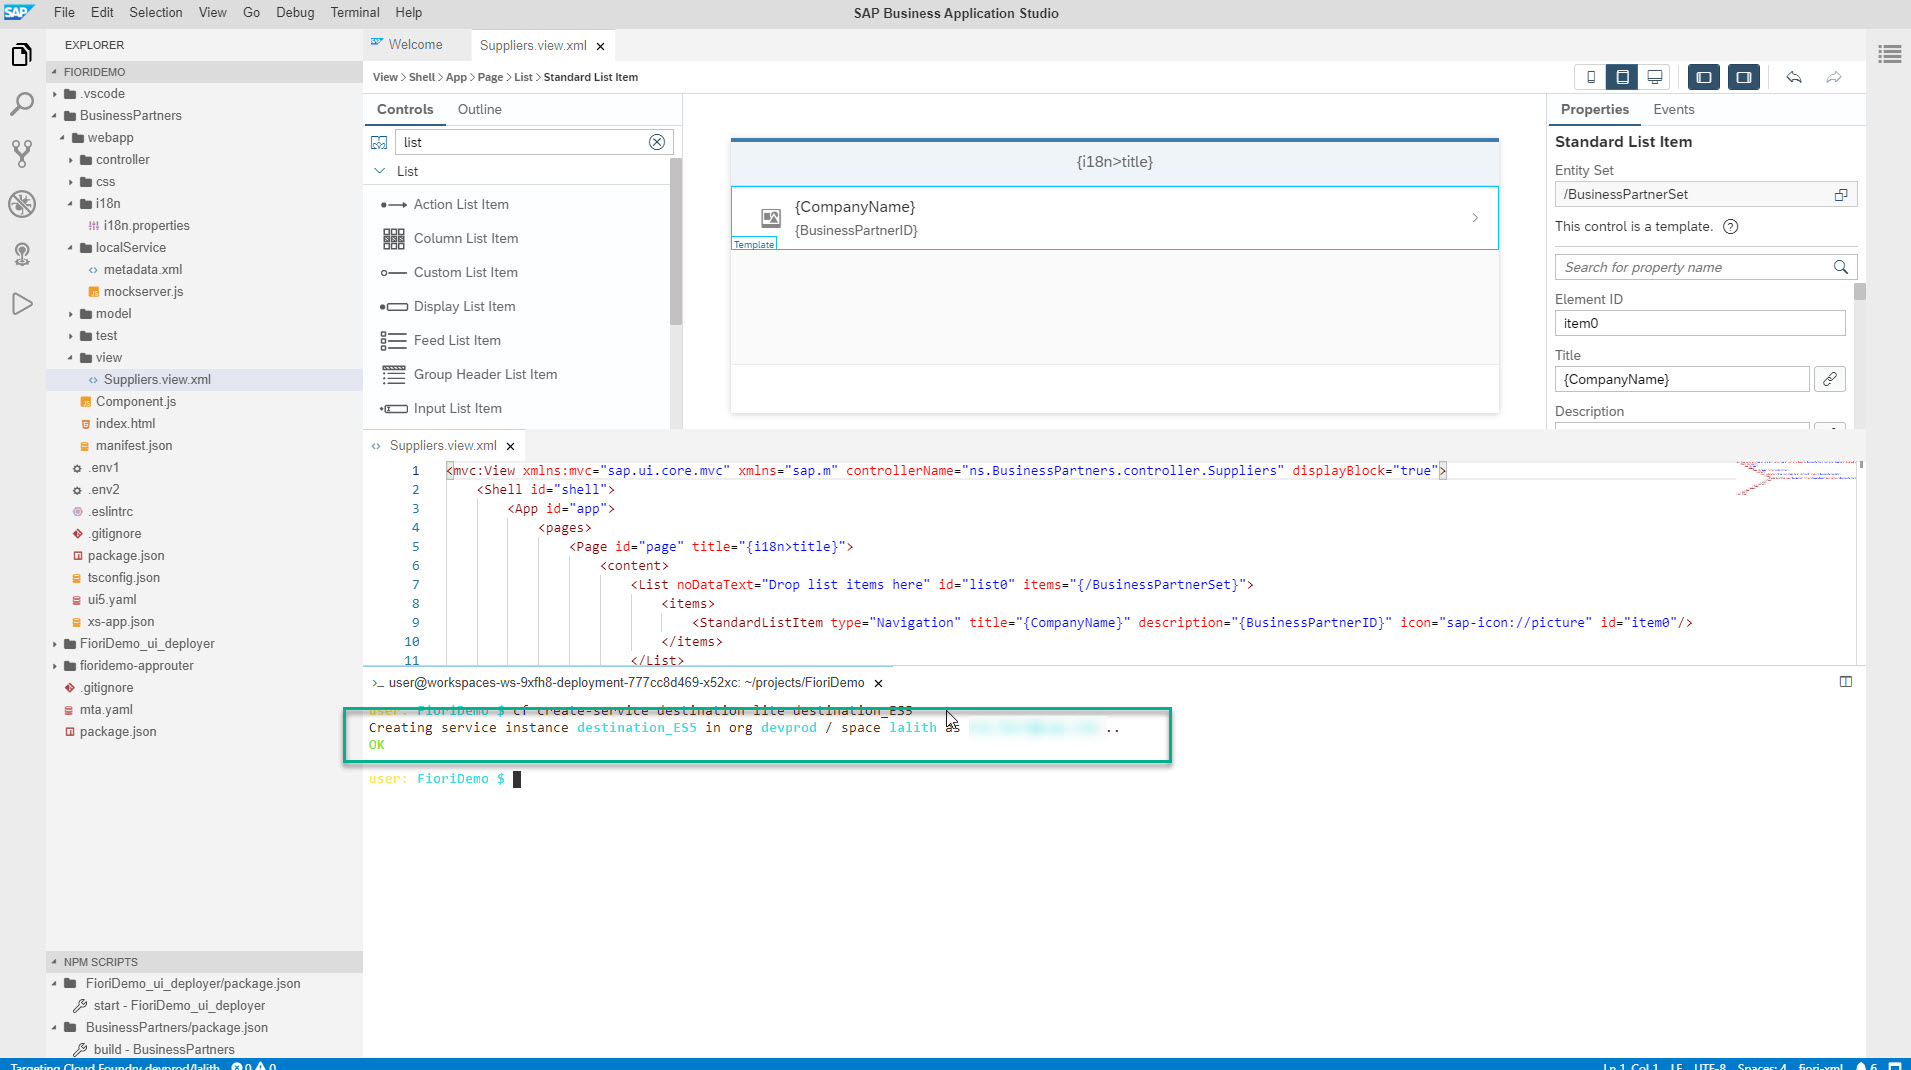 SAP File Edit Selection View Go Debug Terminal Help
SAP Business Application Studio
EXPLORER
FIORIDEMO
.vscode
BusinessPartners
webapp
controller
css
i18n
i18n.properties
localService
metadata.xml
mockserver.js
model
test
view
Suppliers.view.xml
Component.js
index.html
manifest.json
.env1
.env2
.eslintrc
.gitignore
package.json
tsconfig.json
ui5.yaml
xs-app.json
FioriDemo_ui_deployer
fioridemo-approuter
.gitignore
mta.yaml
package.json
NPM SCRIPTS
FioriDemo_ui_deployer/package.json
start - FioriDemo_ui_deployer
BusinessPartners/package.json
build - BusinessPartners
Welcome
Suppliers.view.xml
View > Shell > App > Page > List > Standard List Item
Controls Outline
list
List
Action List Item
Column List Item
Custom List Item
Display List Item
Feed List Item
Group Header List Item
Input List Item
{i18n>title}
{CompanyName}
{BusinessPartnerID}
Template
Properties Events
Standard List Item
Entity Set
/BusinessPartnerSet
This control is a template.
Search for property name
Element ID
item0
Title
{CompanyName}
Description
Suppliers.view.xml
1 <mvc:View xmlns:mvc="sap.ui.core.mvc" xmlns="sap.m" controllerName="ns.BusinessPartners.controller.Suppliers" displayBlock="true">
2 <Shell id="shell">
3 <App id="app">
4 <pages>
5 <Page id="page" title="{i18n>title}">
6 <content>
7 <List noDataText="Drop list items here" id="list0" items="{/BusinessPartnerSet}">
8 <items>
9 <StandardListItem type="Navigation" title="{CompanyName}" description="{BusinessPartnerID}" icon="sap-icon://picture" id="item0"/>
10 </items>
11 </List>
>_ user@workspaces-ws-9xfh8-deployment-777cc8d469-x52xc: ~/projects/FioriDemo
user: FioriDemo $ cf create-service destination lite destination_ES5
Creating service instance destination_ES5 in org devprod / space lalith as ..
OK
user: FioriDemo $
Targeting Cloud Foundry devprod/lalith 0 0
Ln 1, Col 1 LF UTF-8 Spaces: 4 fiori-xml 6